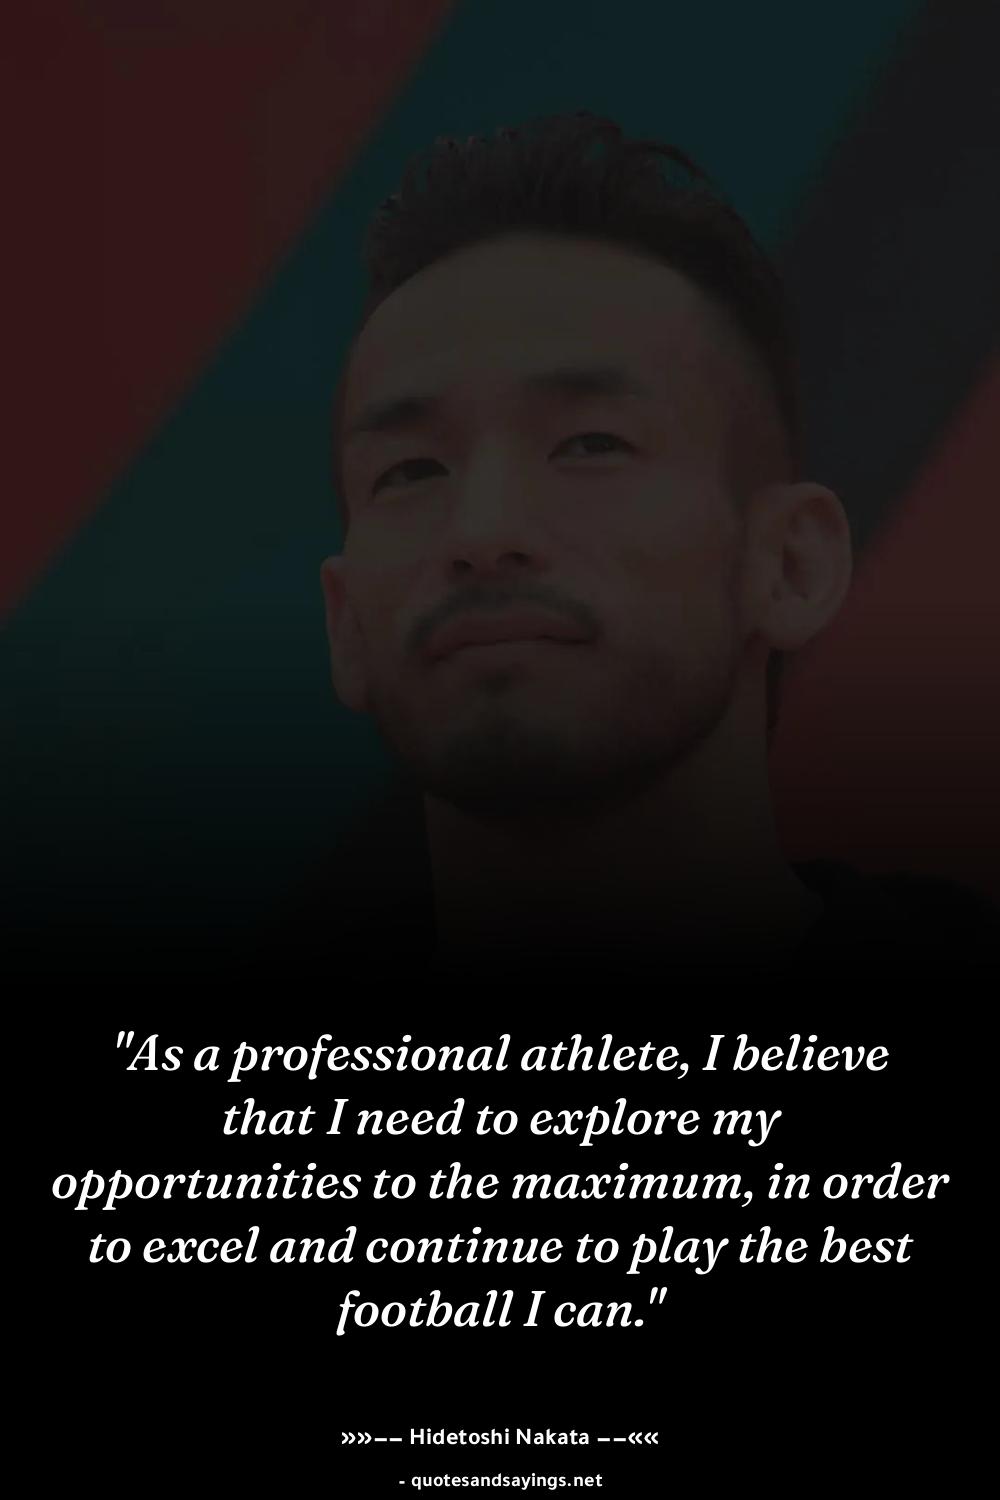 "As a professional athlete, I believe
that I need to explore my
opportunities to the maximum, in order
to excel and continue to play the best
football I can."
»»−− Hidetoshi Nakata −−««
- quotesandsayings.net